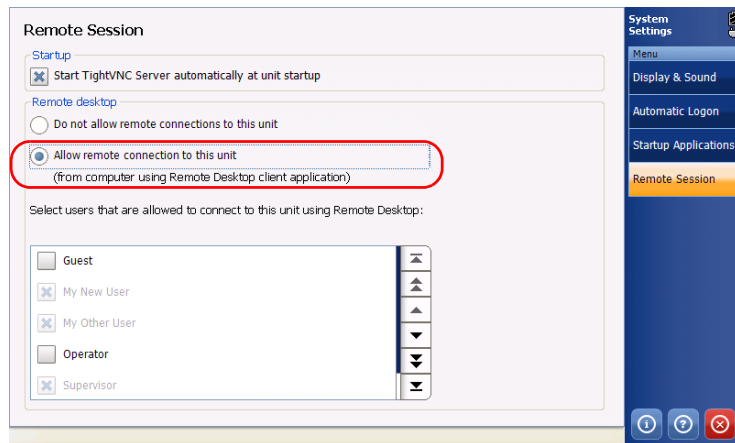 Remote Session
Startup
Start TightVNC Server automatically at unit startup
Remote desktop
Do not allow remote connections to this unit
Allow remote connection to this unit
(from computer using Remote Desktop client application)
Select users that are allowed to connect to this unit using Remote Desktop:
Guest
My New User
My Other User
Operator
Supervisor
System
Settings
Menu
Display & Sound
Automatic Logon
Startup Applications
Remote Session